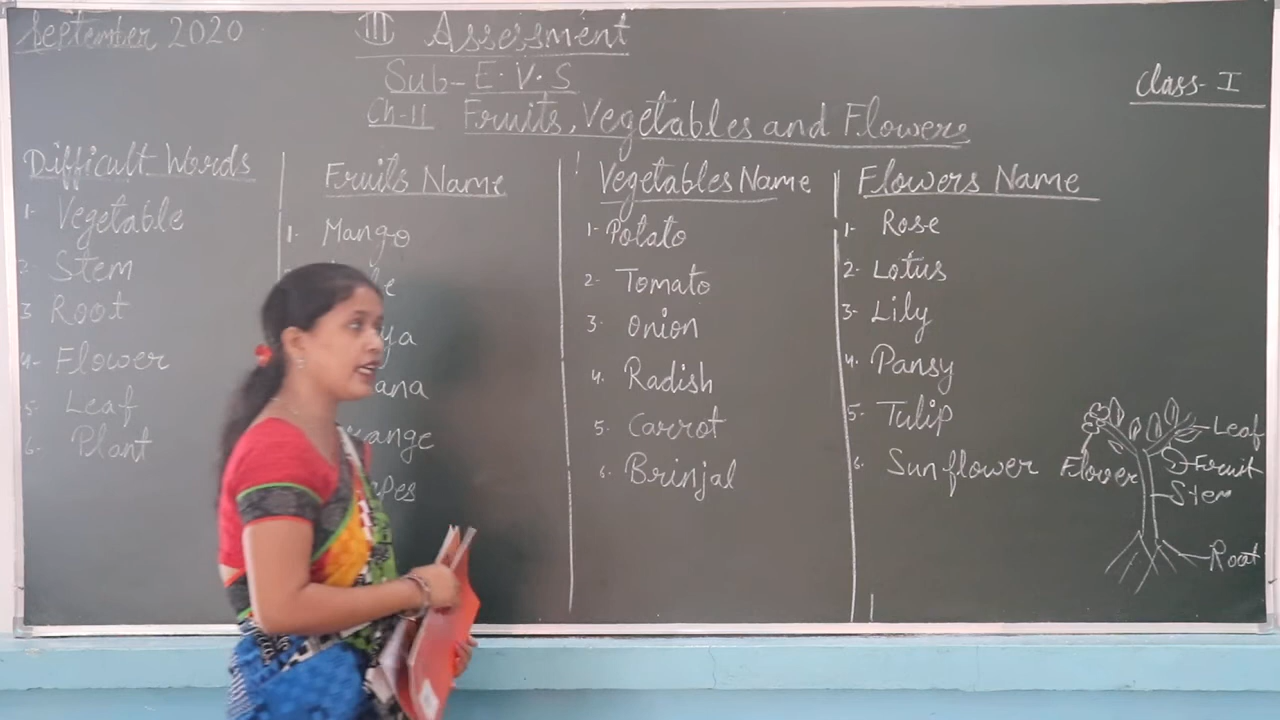 September 2020
III Assessment
Sub- E.V.S
Class- I
Ch-11 Fruits, Vegetables and Flowers
Difficult Words
1- Vegetable
2- Stem
3 Root
4- Flower
5- Leaf
6- Plant
Fruits Name
1- Mango
Vegetables Name
1- Potato
2- Tomato
3- Onion
4. Radish
5. Carrot
6. Brinjal
Flowers Name
1- Rose
2- Lotus
3- Lily
4. Pansy
5- Tulip
6. Sunflower
Leaf
Fruit
Flower
Stem
Root